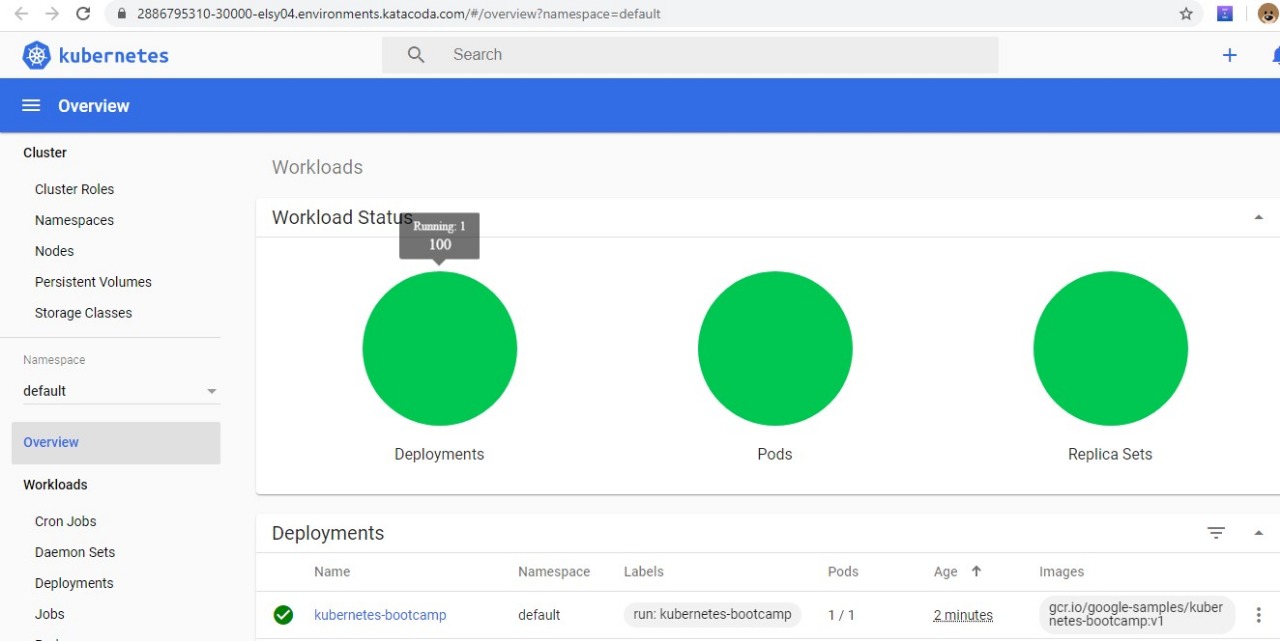 2886795310-30000-elsy04.environments.katacoda.com/#/overview?namespace=default
kubernetes
Search
Overview
Cluster
Cluster Roles
Namespaces
Nodes
Persistent Volumes
Storage Classes
Namespace
default
Overview
Workloads
Cron Jobs
Daemon Sets
Deployments
Jobs
Workloads
Workload Status
Running: 1
100
Deployments
Pods
Replica Sets
Deployments
Name Namespace Labels Pods Age Images
kubernetes-bootcamp default run: kubernetes-bootcamp 1 / 1 2 minutes gcr.io/google-samples/kuber
netes-bootcamp:v1